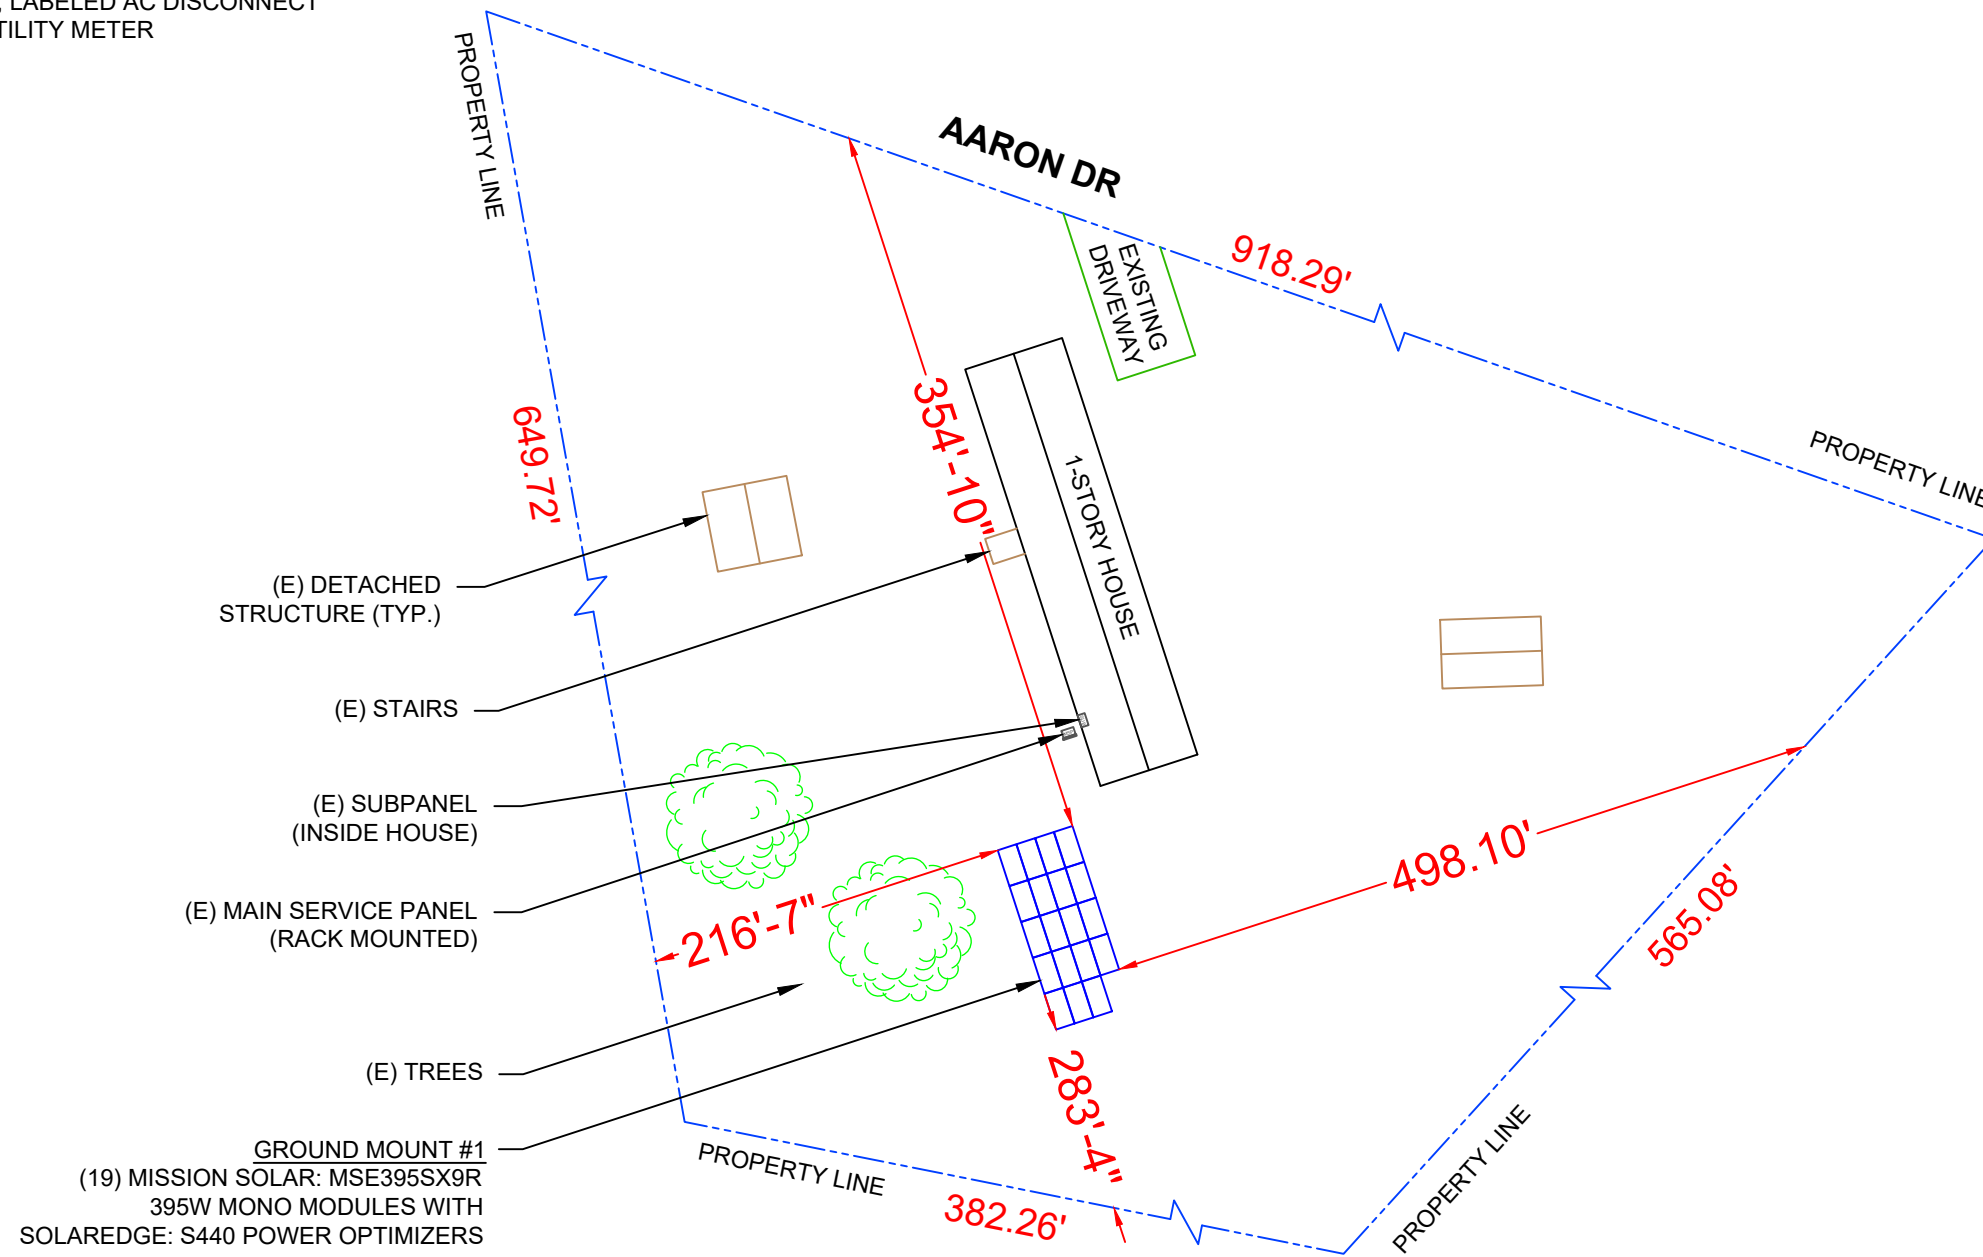 LABELED AC DISCONNECT
TILITY METER
PROPERTY LINE
AARON DR
918.29'
EXISTING
DRIVEWAY
354'-10"
1-STORY HOUSE
PROPERTY LINE
649.72'
(E) DETACHED
STRUCTURE (TYP.)
(E) STAIRS
(E) SUBPANEL
(INSIDE HOUSE)
(E) MAIN SERVICE PANEL
(RACK MOUNTED)
216'-7"
498.10'
565.08'
(E) TREES
283'-4"
GROUND MOUNT #1
(19) MISSION SOLAR: MSE395SX9R
395W MONO MODULES WITH
SOLAREDGE: S440 POWER OPTIMIZERS
PROPERTY LINE
382.26'
PROPERTY LINE